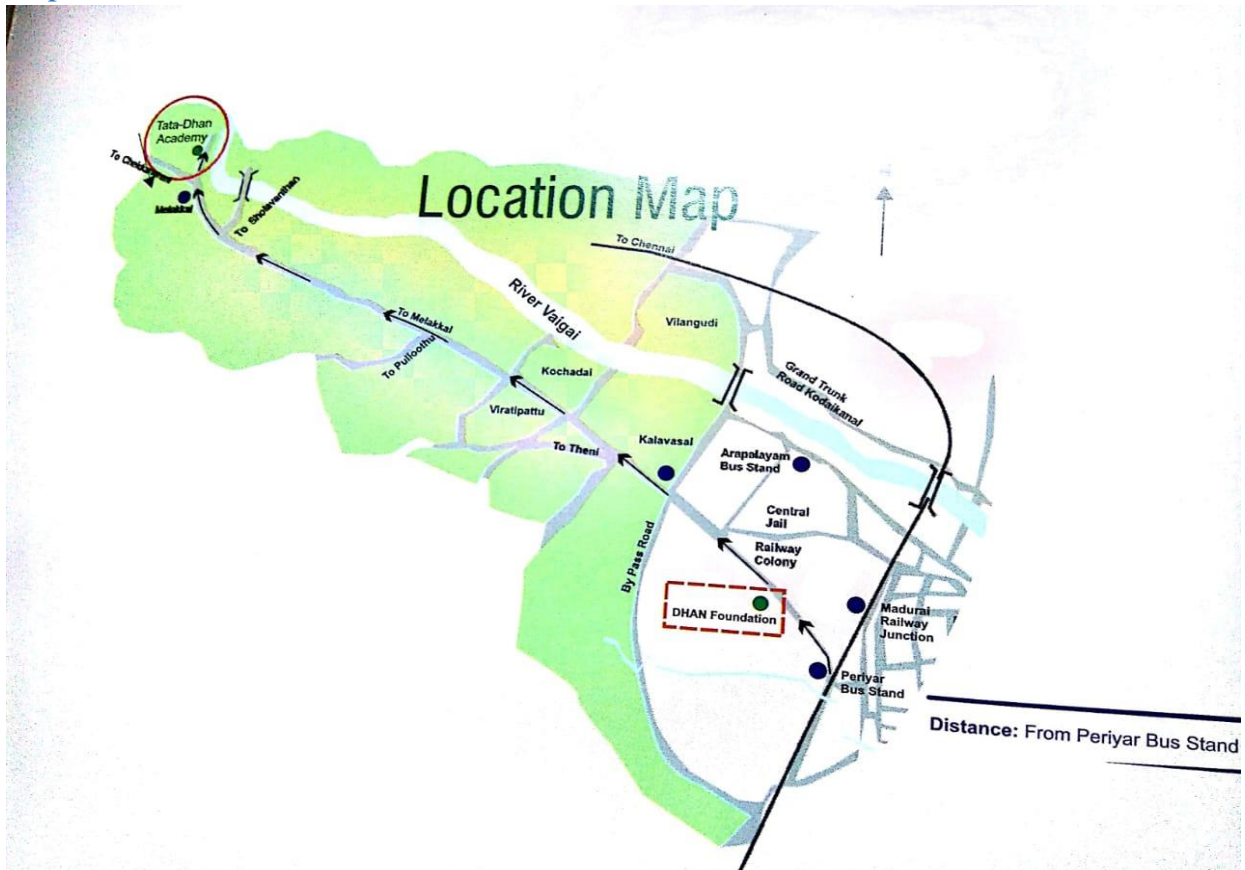 Tata-Dhan
Academy
Melakkal
To Sholavanthan
Location Map
To Chennai
River Vaigai
Vilangudi
To Melakkal
To Pulloothu
Kochadai
Viratipattu
Grand Trunk
Road Kodaikanal
To Theni
Kalavasal
Arapalayam
Bus Stand
Central
Jail
Railway
Colony
By Pass Road
DHAN Foundation
Madurai
Railway
Junction
Periyar
Bus Stand
Distance: From Periyar Bus Stand